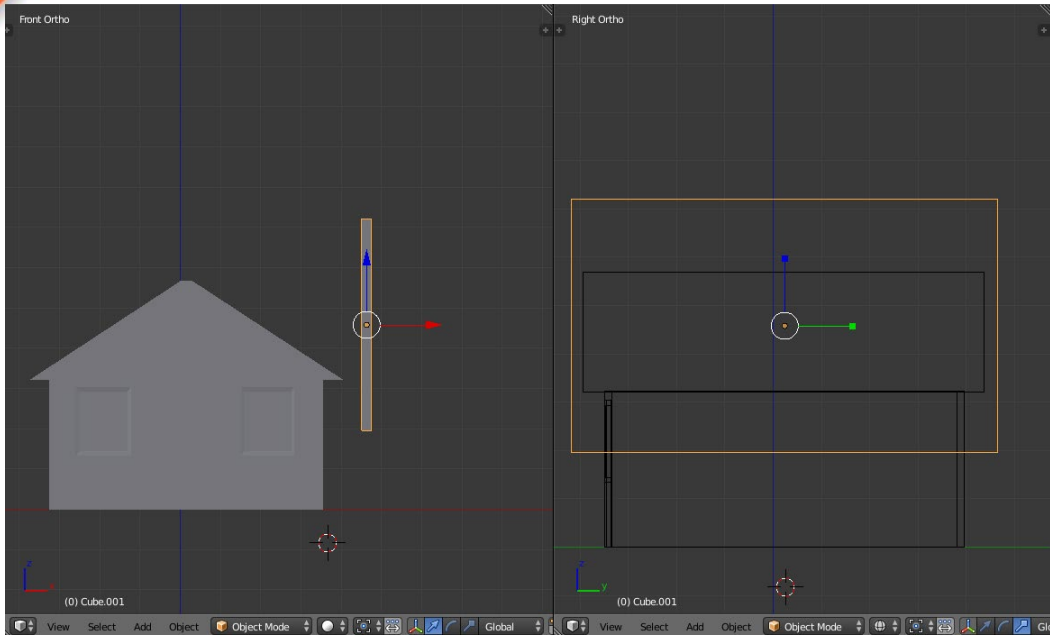 Front Ortho
Right Ortho
z
x
(0) Cube.001
z
y
(0) Cube.001
View Select Add Object Object Mode Global
View Select Add Object Object Mode Glo